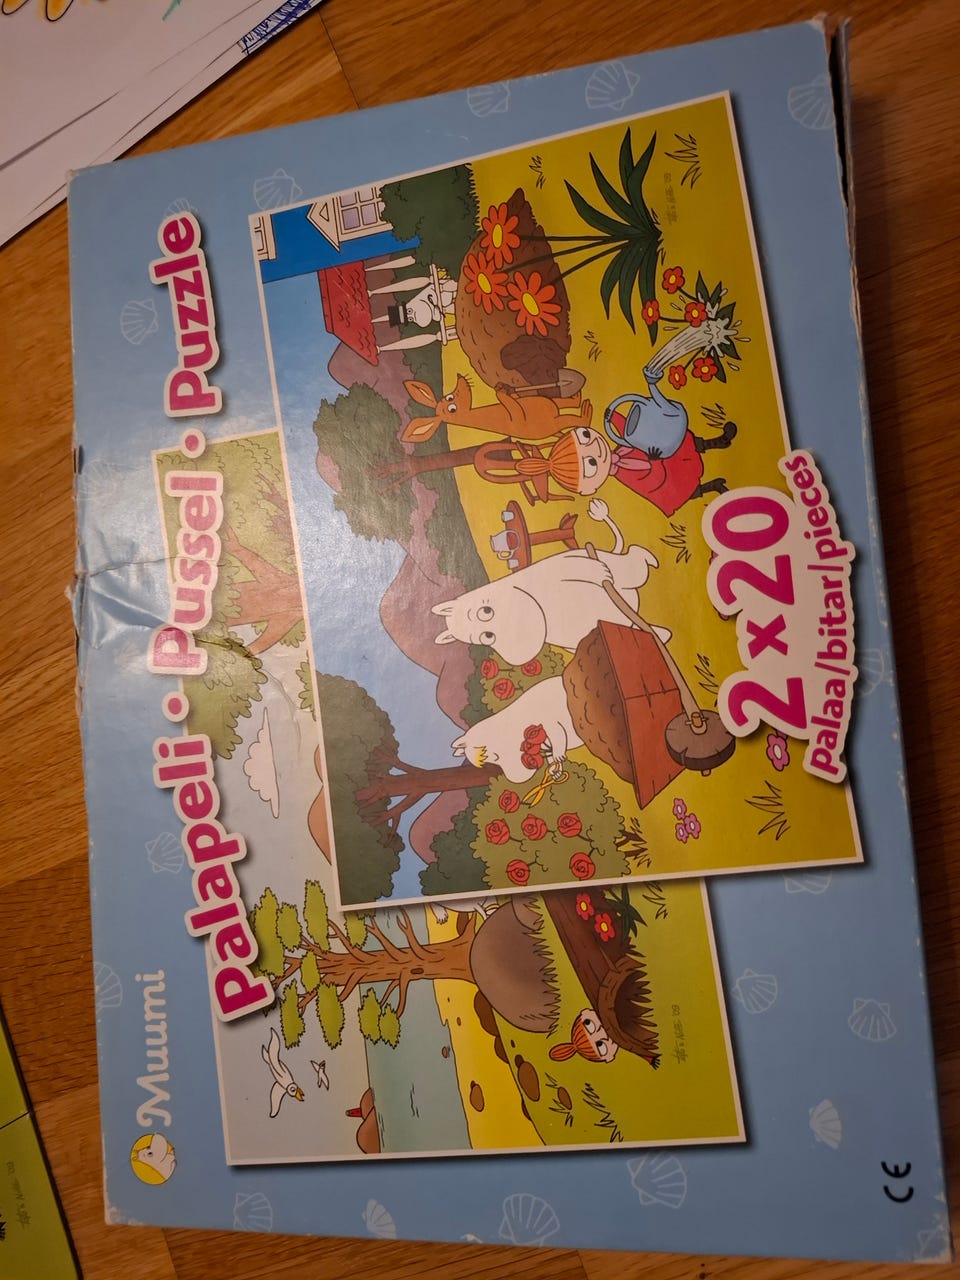 Muumi
Palapeli • Pussel • Puzzle
2 x 20
palaa/bitar/pieces
CE